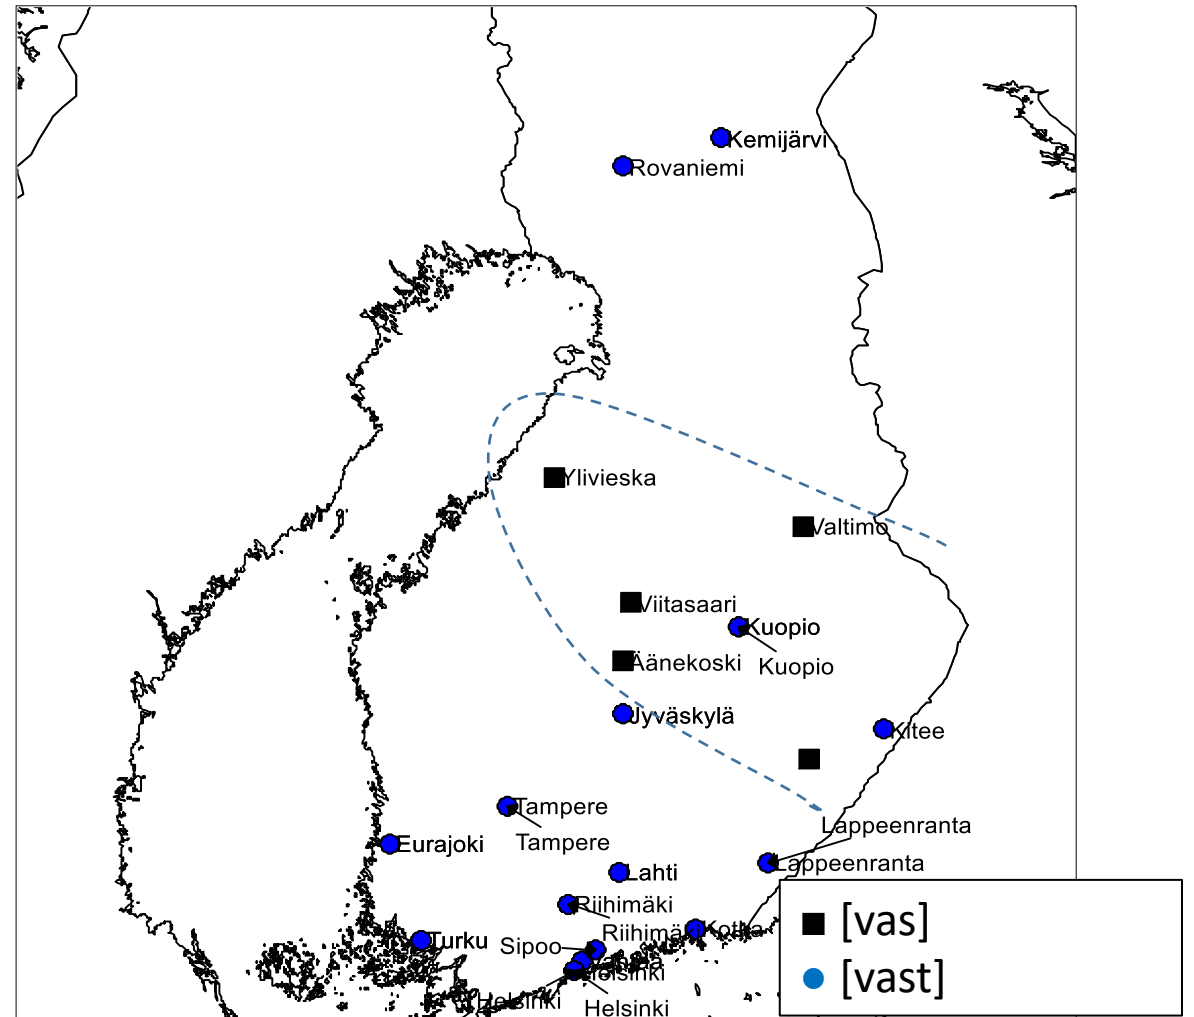 Kemijärvi
Rovaniemi
Ylivieska
Valtimo
Viitasaari
Kuopio
Kuopio
Äänekoski
Jyväskylä
Kitee
Tampere
Lappeenranta
Tampere
Eurajoki
Lappeenranta
Lahti
Riihimäki
[vas]
Kotka
Riihimäki
Turku
Sipoo
Helsinki
[vast]
Helsinki
Helsinki